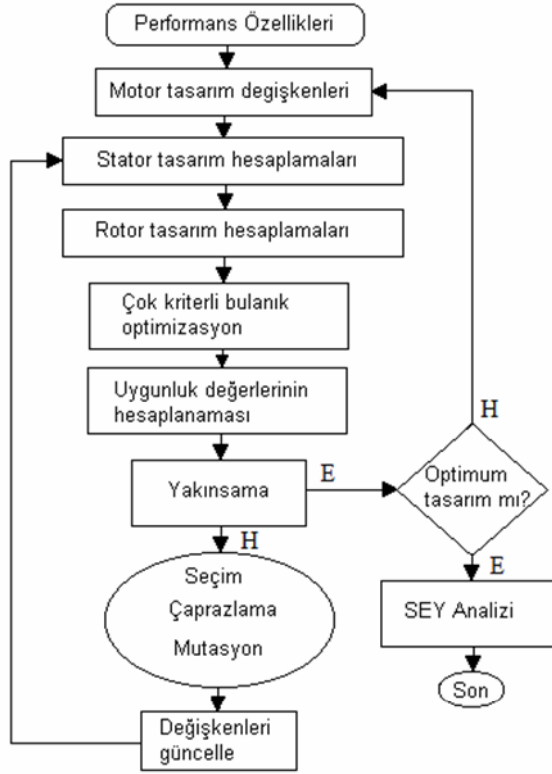 Performans Özellikleri
Motor tasarım degişkenleri
Stator tasarım hesaplamaları
Rotor tasarım hesaplamaları
Çok kriterli bulanık
optimizasyon
Uygunluk değerlerinin
hesaplanaması
Yakınsama
E
H
Optimum
tasarım mı?
H
E
Seçim
Çaprazlama
Mutasyon
SEY Analizi
Son
Değişkenleri
güncelle